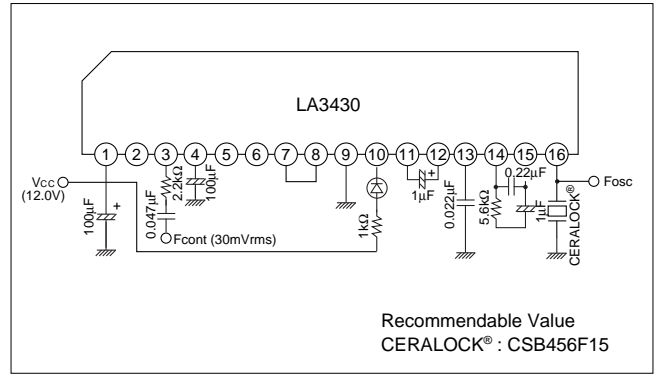 LA3430
1 2 3 4 5 6 7 8 9 10 11 12 13 14 15 16
VCC
(12.0V)
100µF
+
2.2kΩ
0.047µF
Fcont (30mVrms)
100µF
1kΩ
+
1µF
0.022µF
5.6kΩ
0.22µF
1µF
CERALOCK®
Fosc
Recommendable Value
CERALOCK® : CSB456F15